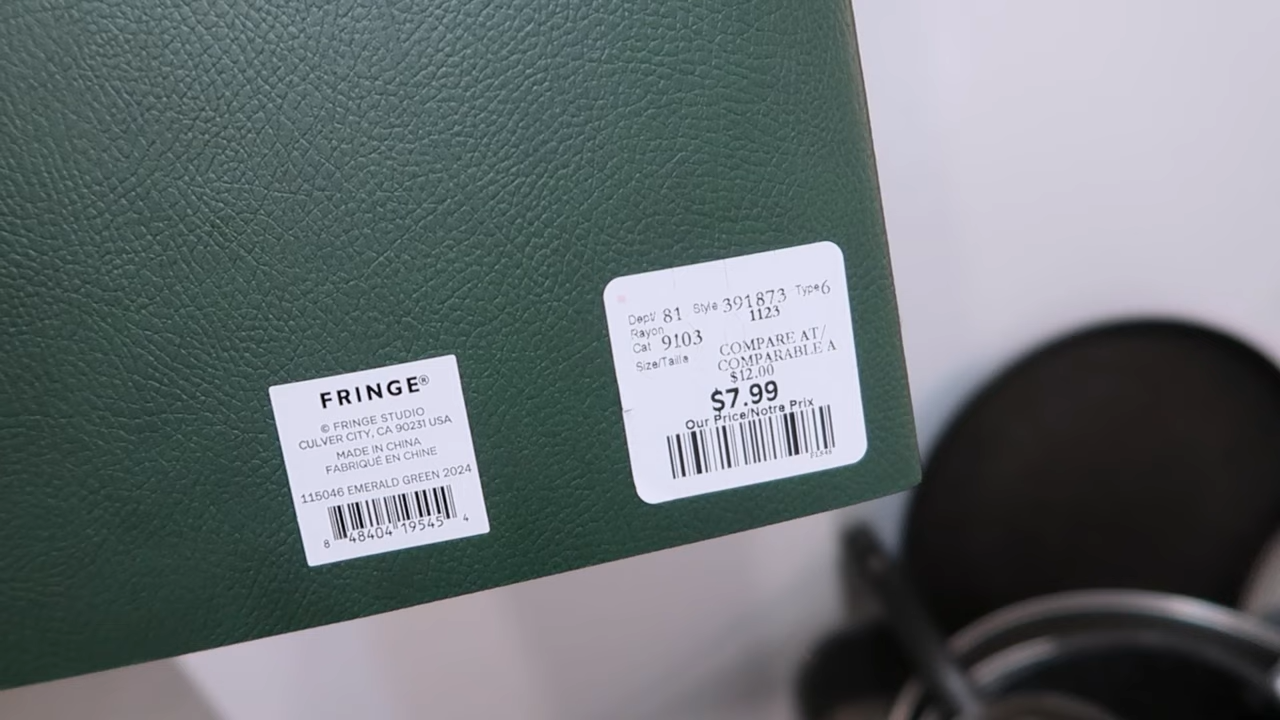 FRINGE®
© FRINGE STUDIO
CULVER CITY, CA 90231 USA
MADE IN CHINA
FABRIQUÉ EN CHINE
115046 EMERALD GREEN 2024
8 48404 19545 4
Dept/ 81 Style 391873 Type 6
Rayon 1123
Cat 9103
Size/Taille
COMPARE AT/
COMPARABLE A
$12.00
$7.99
Our Price/Notre Prix